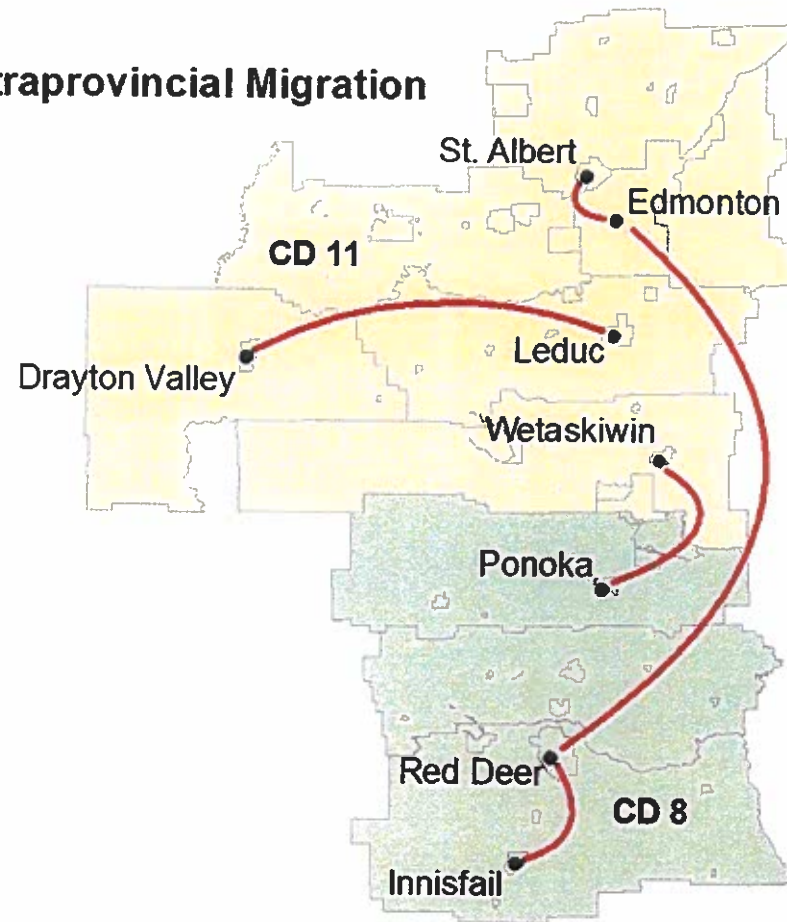 traprovincial Migration
St. Albert
Edmonton
CD 11
Leduc
Drayton Valley
Wetaskiwin
Ponoka
Red Deer
CD 8
Innisfail